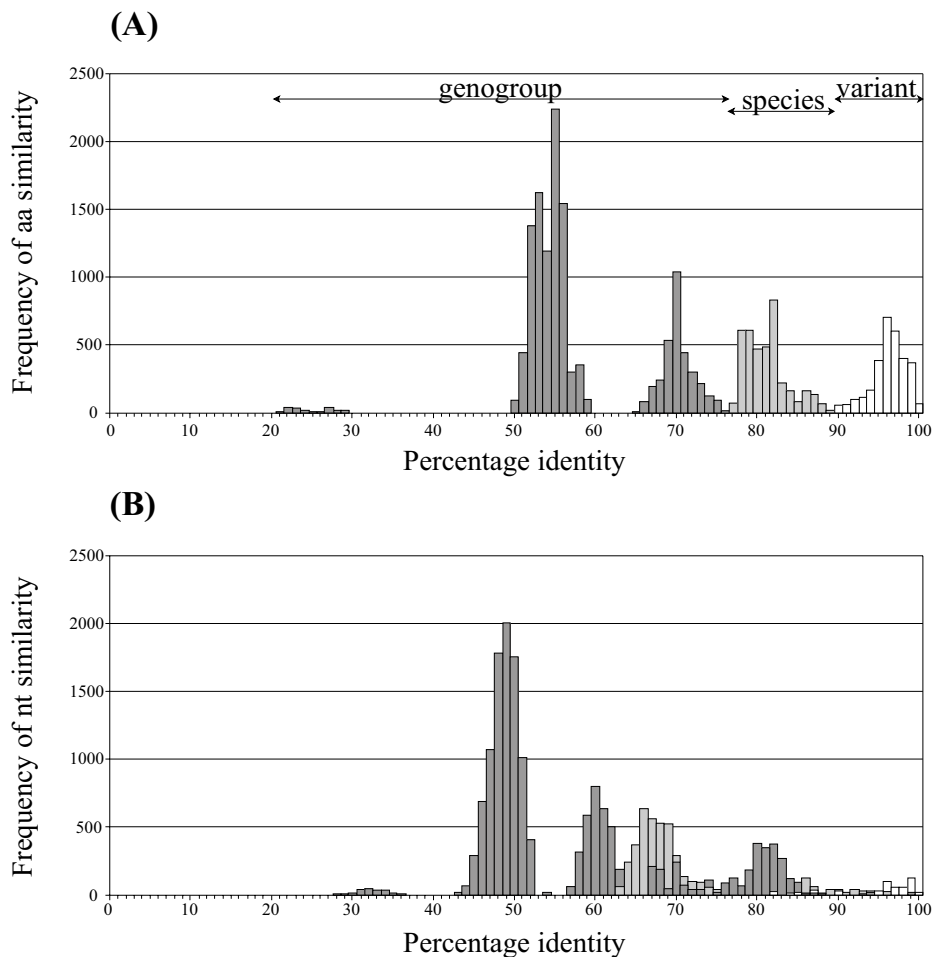 (A)
Frequency of aa similarity
2500
2000
1500
1000
500
0
genogroup
species
variant
0 10 20 30 40 50 60 70 80 90 100
Percentage identity
(B)
Frequency of nt similarity
2500
2000
1500
1000
500
0
0 10 20 30 40 50 60 70 80 90 100
Percentage identity